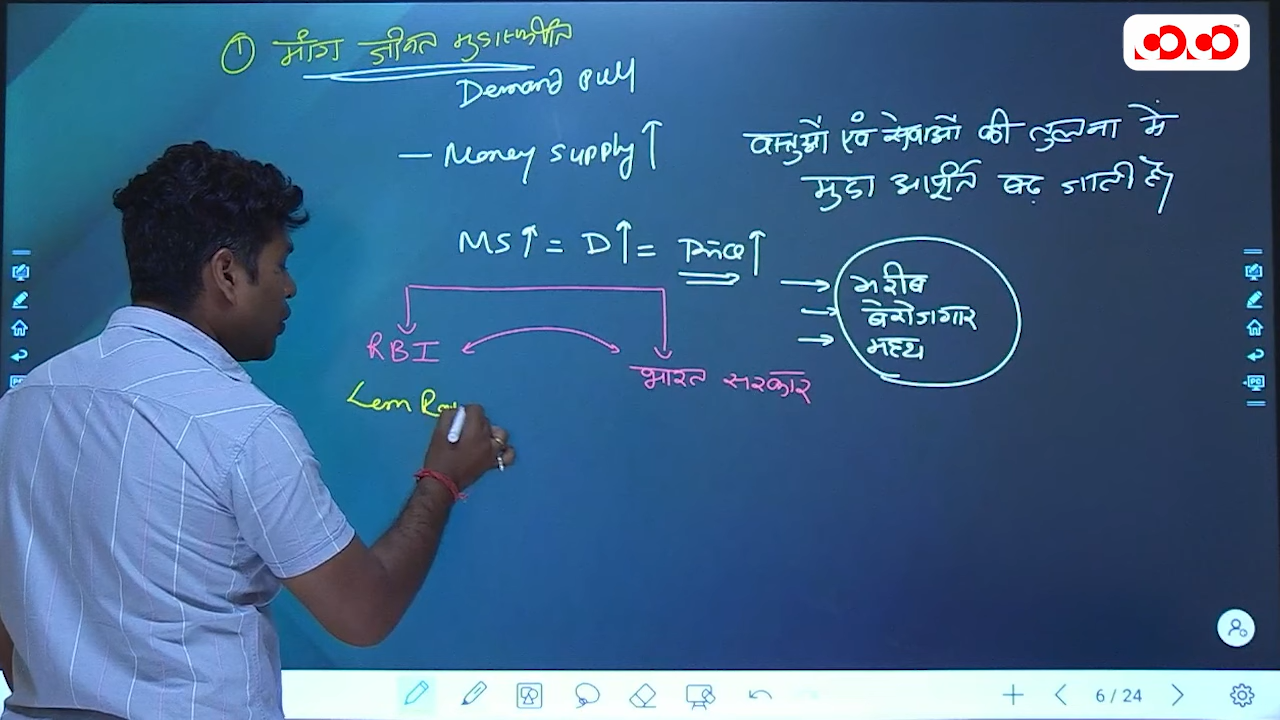 ① मांग जनित मुद्रास्फीति
Demand Pull
— Money supply ↑
वस्तुओं एवं सेवाओं की तुलना में
मुद्रा आपूर्ति बढ़ जाती है।
MS↑ = D↑ = Price↑
→ गरीब
→ बेरोजगार
→ मध्य
RBI
भारत सरकार
6 / 24
PC